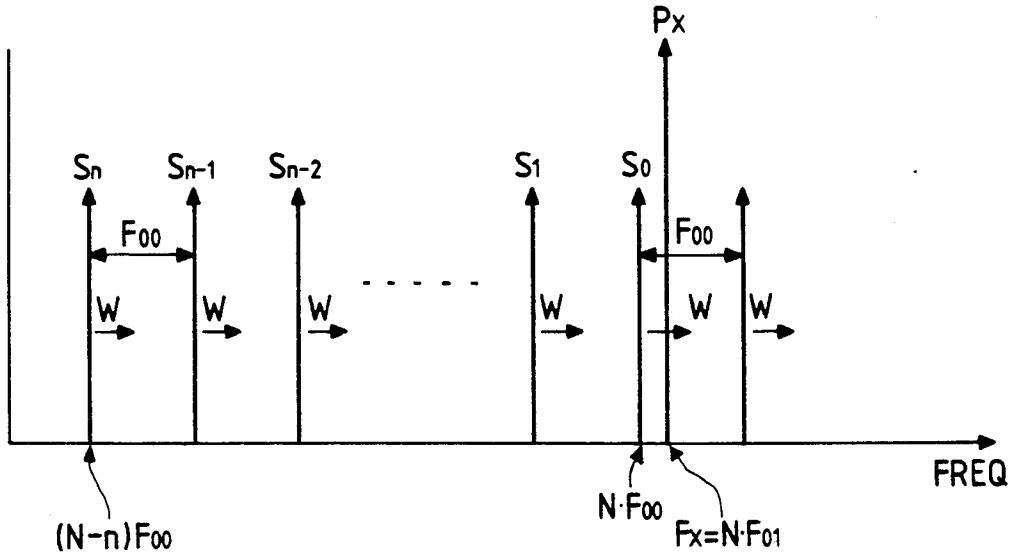 Px
Sn Sn-1 Sn-2 S1 S0
F00 F00
W W W W W W
FREQ
(N-n)F00
N·F00
Fx=N·F01